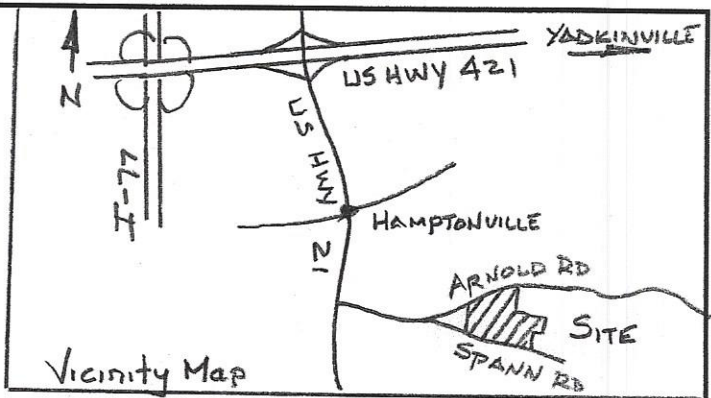 YADKINVILLE
US HWY 421
N
I-77
US HWY
21
HAMPTONVILLE
ARNOLD RD
SITE
SPANN RD
Vicinity Map